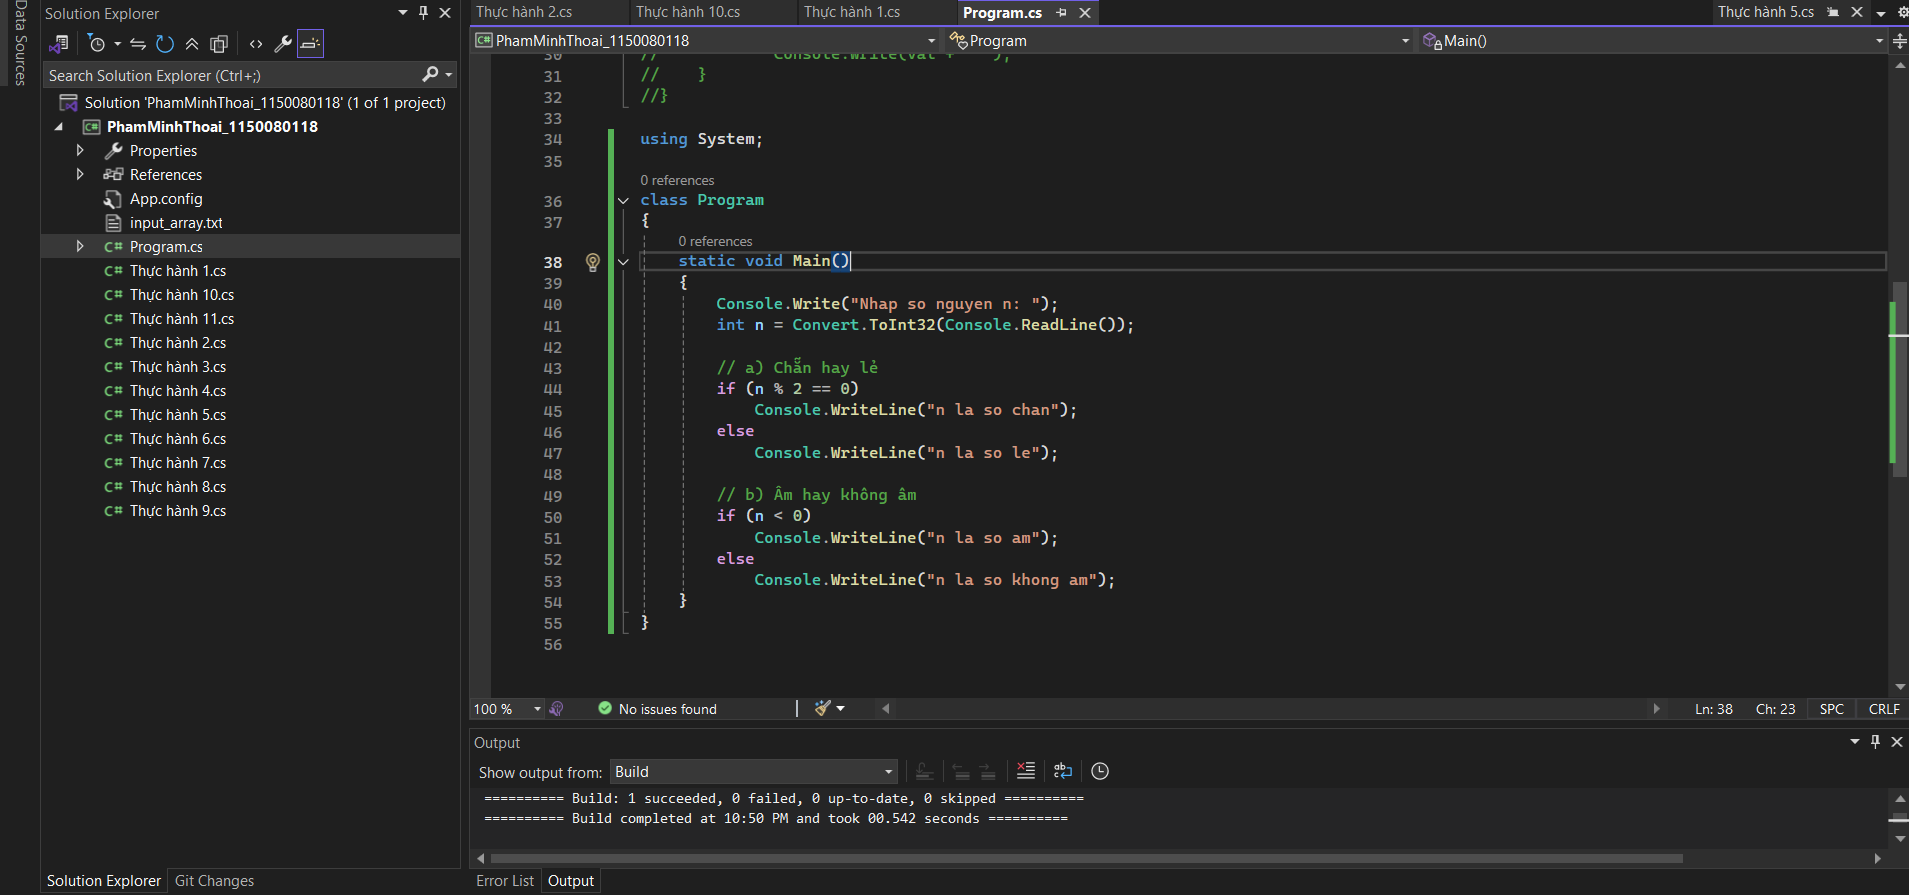 Data Sources
Solution Explorer
Search Solution Explorer (Ctrl+;)
Solution 'PhamMinhThoai_1150080118' (1 of 1 project)
PhamMinhThoai_1150080118
Properties
References
App.config
input_array.txt
C# Program.cs
C# Thực hành 1.cs
C# Thực hành 10.cs
C# Thực hành 11.cs
C# Thực hành 2.cs
C# Thực hành 3.cs
C# Thực hành 4.cs
C# Thực hành 5.cs
C# Thực hành 6.cs
C# Thực hành 7.cs
C# Thực hành 8.cs
C# Thực hành 9.cs
Solution Explorer Git Changes
Thực hành 2.cs Thực hành 10.cs Thực hành 1.cs Program.cs Thực hành 5.cs
C# PhamMinhThoai_1150080118 Program Main()
30 // Console.Write(val +
31 // }
32 //}
33
34 using System;
35
0 references
36 class Program
37 {
0 references
38 static void Main()
39 {
40 Console.Write("Nhap so nguyen n: ");
41 int n = Convert.ToInt32(Console.ReadLine());
42
43 // a) Chẵn hay lẻ
44 if (n % 2 == 0)
45 Console.WriteLine("n la so chan");
46 else
47 Console.WriteLine("n la so le");
48
49 // b) Âm hay không âm
50 if (n < 0)
51 Console.WriteLine("n la so am");
52 else
53 Console.WriteLine("n la so khong am");
54 }
55 }
56
100 % No issues found Ln: 38 Ch: 23 SPC CRLF
Output
Show output from: Build
========== Build: 1 succeeded, 0 failed, 0 up-to-date, 0 skipped ==========
========== Build completed at 10:50 PM and took 00.542 seconds ==========
Error List Output